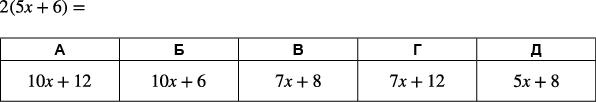 2(5x + 6) =
А Б В Г Д
10x + 12 10x + 6 7x + 8 7x + 12 5x + 8